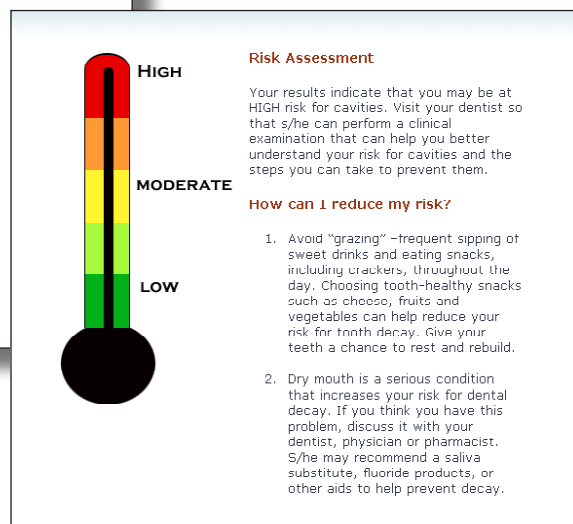 HIGH
MODERATE
LOW
Risk Assessment
Your results indicate that you may be at
HIGH risk for cavities. Visit your dentist so
that s/he can perform a clinical
examination that can help you better
understand your risk for cavities and the
steps you can take to prevent them.
How can I reduce my risk?
1. Avoid “grazing” –frequent sipping of
sweet drinks and eating snacks,
including crackers, throughout the
day. Choosing tooth-healthy snacks
such as cheese, fruits and
vegetables can help reduce your
risk for tooth decay. Give your
teeth a chance to rest and rebuild.
2. Dry mouth is a serious condition
that increases your risk for dental
decay. If you think you have this
problem, discuss it with your
dentist, physician or pharmacist.
S/he may recommend a saliva
substitute, fluoride products, or
other aids to help prevent decay.